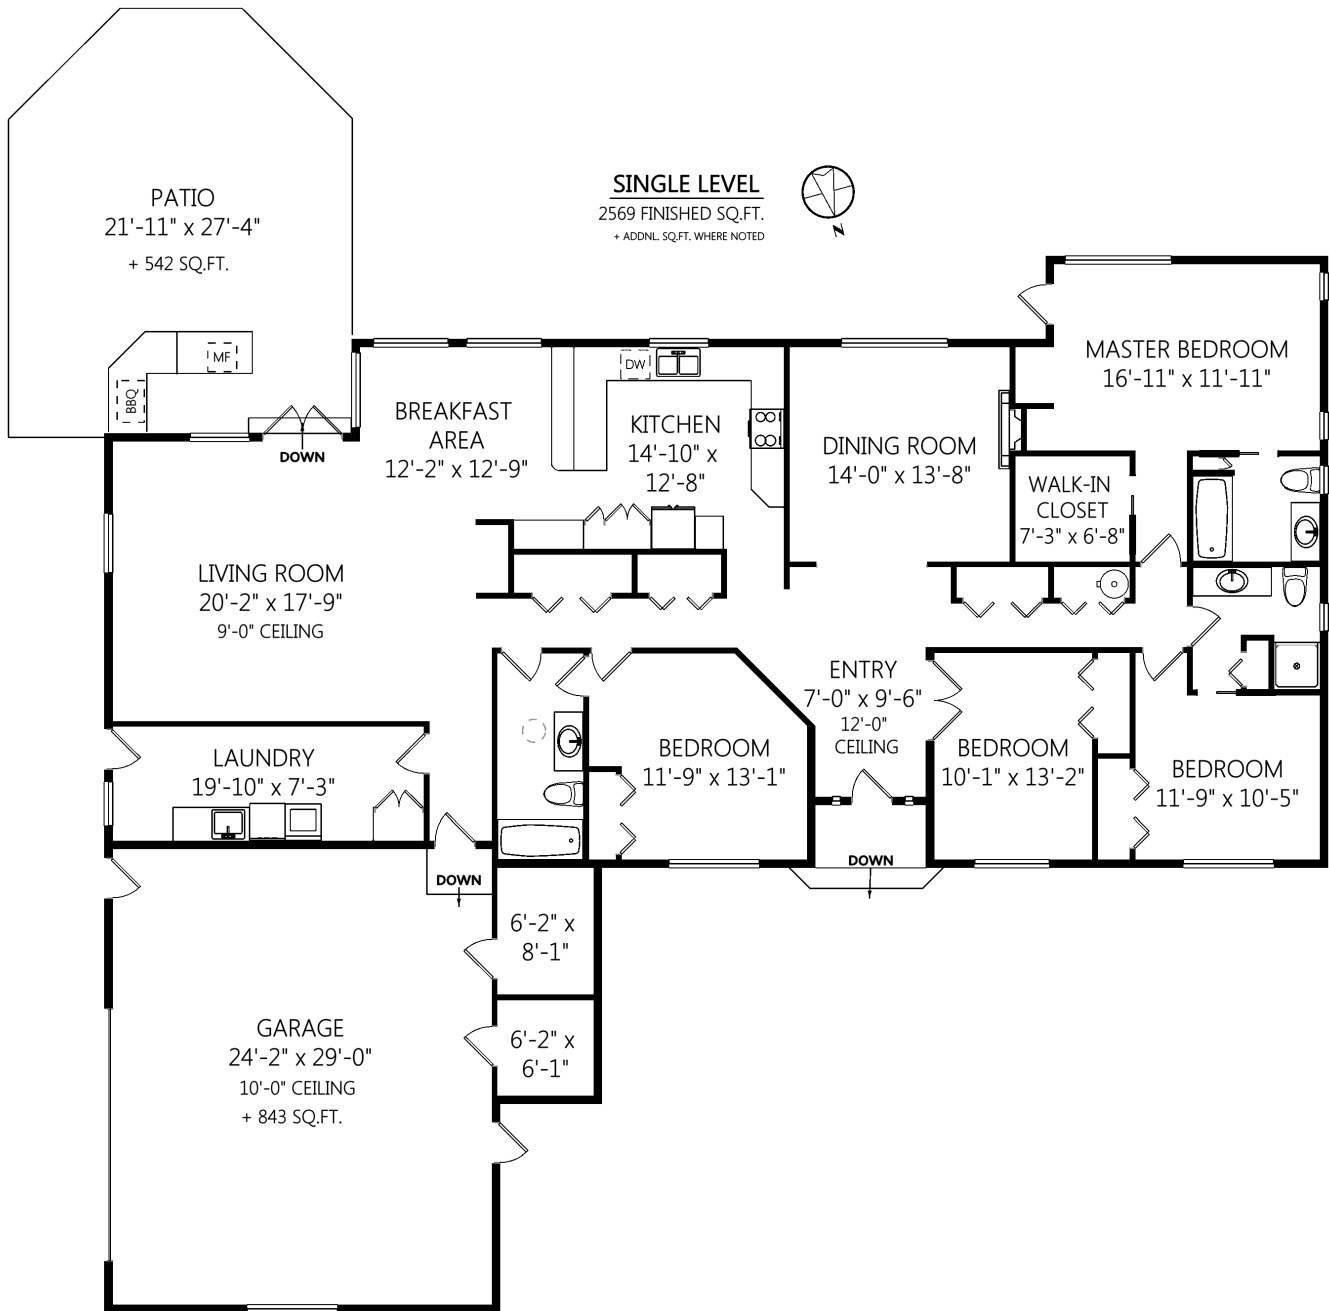 SINGLE LEVEL
2569 FINISHED SQ.FT.
+ ADDNL. SQ.FT. WHERE NOTED
N
PATIO
21'-11" x 27'-4"
+ 542 SQ.FT.
MF
BBQ
DOWN
BREAKFAST
AREA
12'-2" x 12'-9"
DW
KITCHEN
14'-10" x
12'-8"
DINING ROOM
14'-0" x 13'-8"
MASTER BEDROOM
16'-11" x 11'-11"
WALK-IN
CLOSET
7'-3" x 6'-8"
LIVING ROOM
20'-2" x 17'-9"
9'-0" CEILING
ENTRY
7'-0" x 9'-6"
12'-0"
CEILING
LAUNDRY
19'-10" x 7'-3"
BEDROOM
11'-9" x 13'-1"
BEDROOM
10'-1" x 13'-2"
BEDROOM
11'-9" x 10'-5"
DOWN
DOWN
6'-2" x
8'-1"
GARAGE
24'-2" x 29'-0"
10'-0" CEILING
+ 843 SQ.FT.
6'-2" x
6'-1"